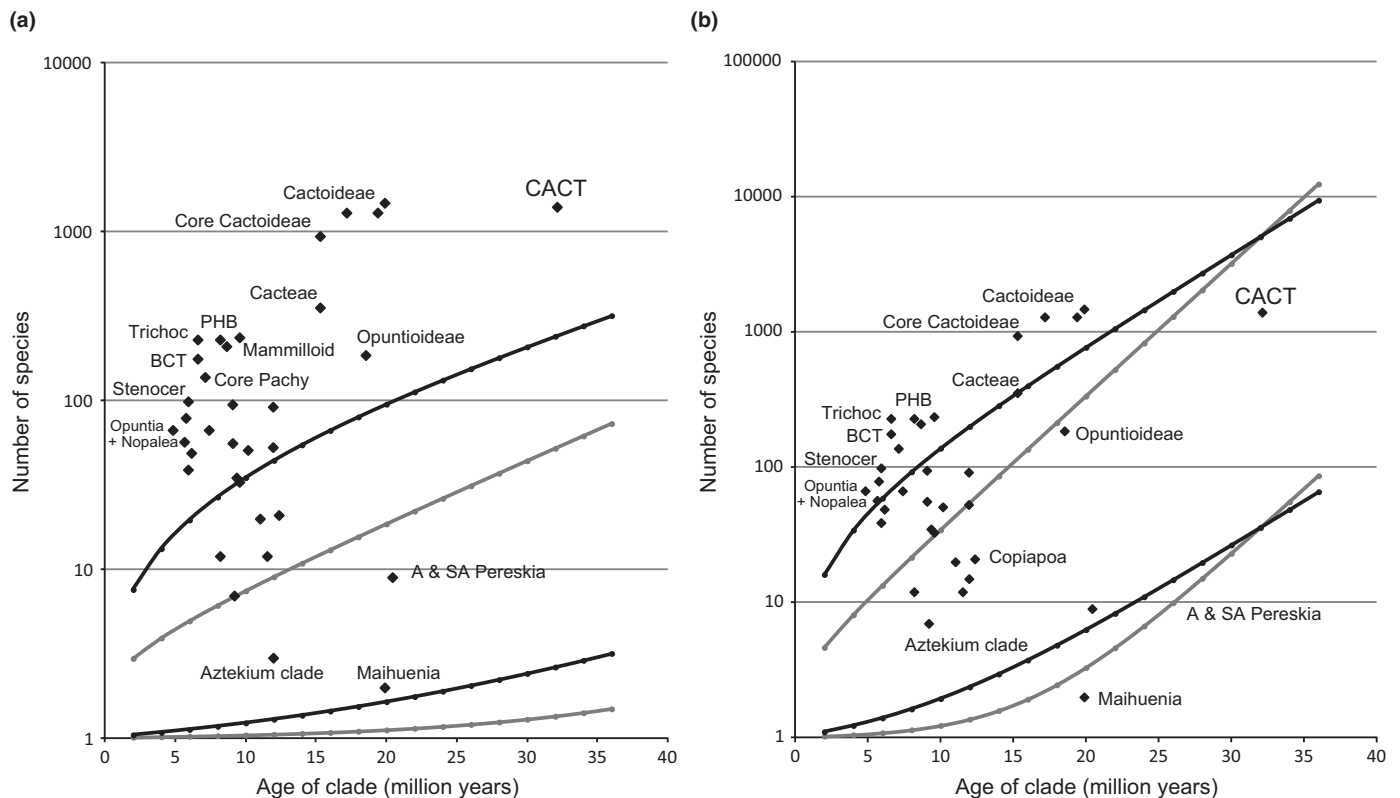 (a)
10000
1000
100
10
1
0 5 10 15 20 25 30 35 40
Number of species
Age of clade (million years)
Cactoideae
CACT
Core Cactoideae
Cacteae
Trichoc
PHB
Opuntioideae
BCT
Mammilloid
Stenocer
Core Pachy
Opuntia
+ Nopalea
A & SA Pereskia
Aztekium clade
Maihuenia
(b)
100000
10000
1000
100
10
1
0 5 10 15 20 25 30 35 40
Number of species
Age of clade (million years)
Cactoideae
CACT
Core Cactoideae
Cacteae
PHB
Trichoc
BCT
Opuntioideae
Stenocer
Opuntia
+ Nopalea
Copiapoa
A & SA Pereskia
Aztekium clade
Maihuenia